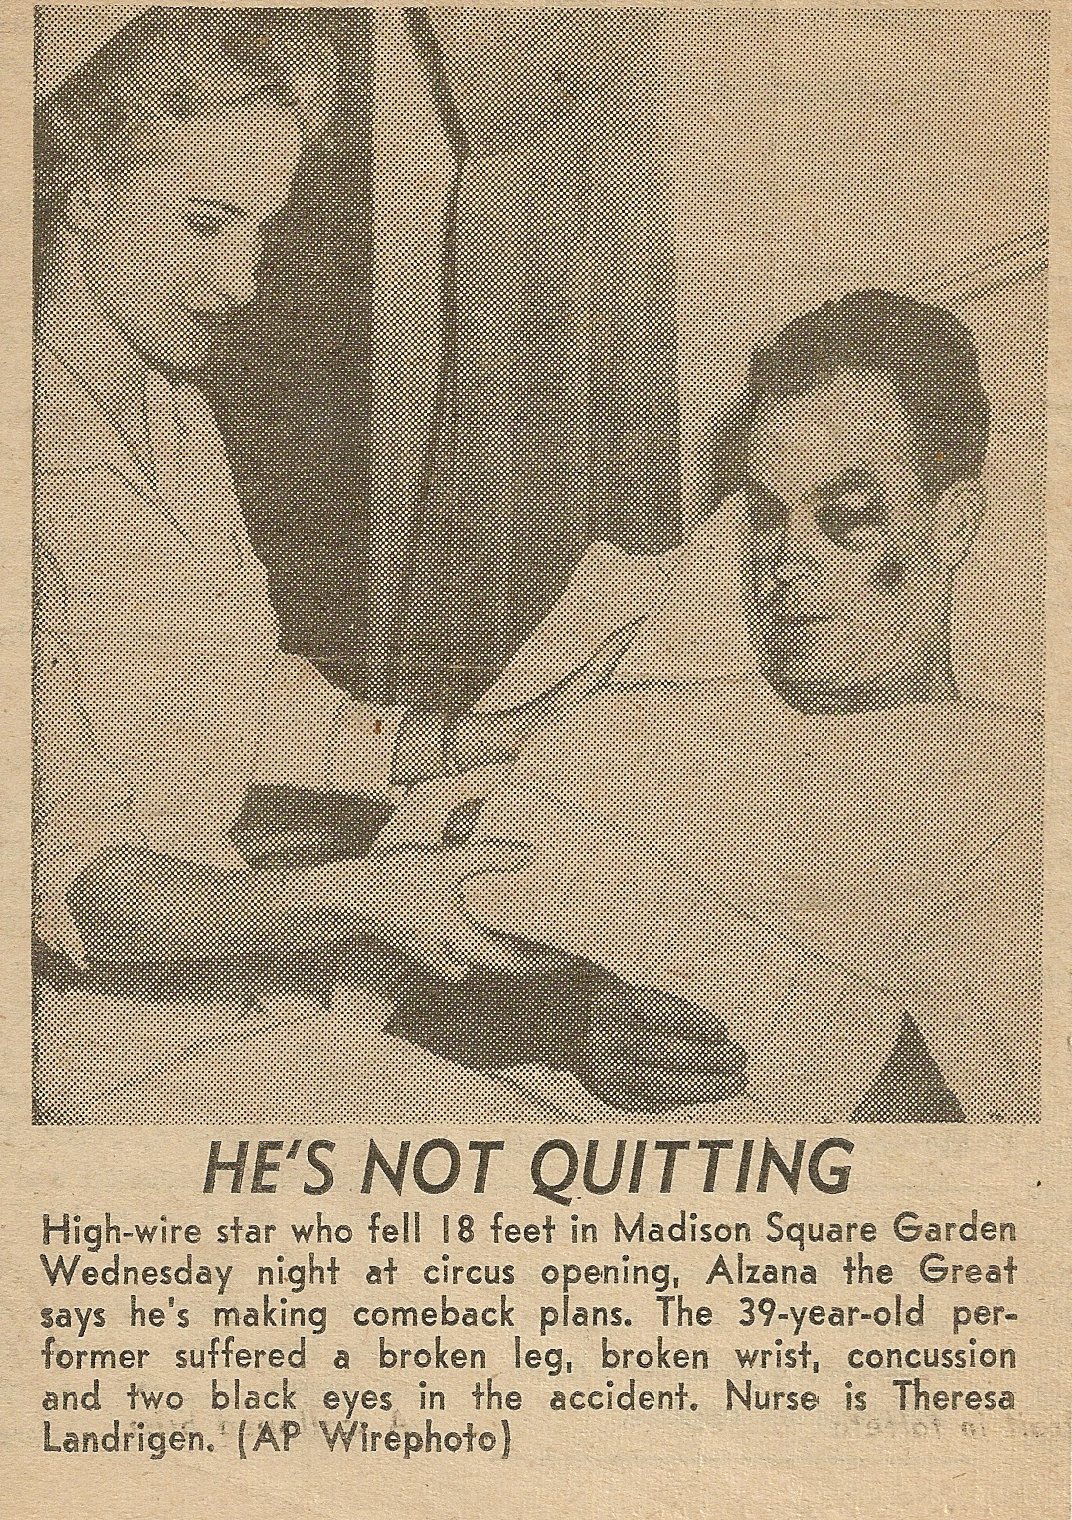 HE'S NOT QUITTING
High-wire star who fell 18 feet in Madison Square Garden
Wednesday night at circus opening, Alzana the Great
says he's making comeback plans. The 39-year-old per-
former suffered a broken leg, broken wrist, concussion
and two black eyes in the accident. Nurse is Theresa
Landrigen. (AP Wirephoto)